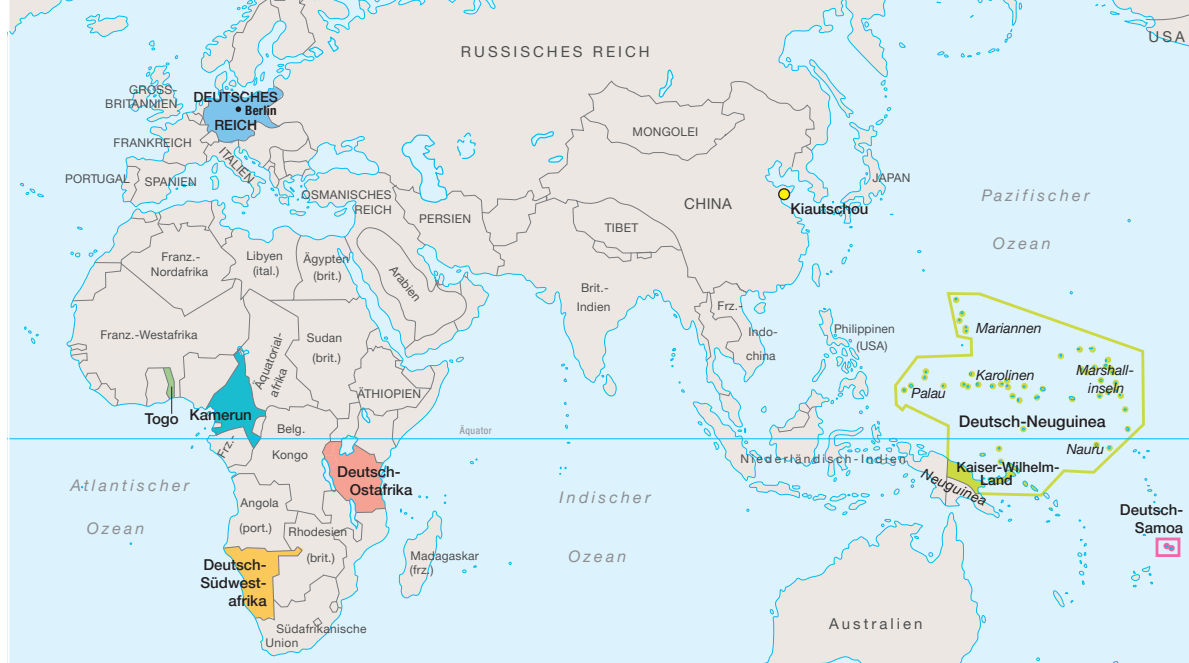 RUSSISCHES REICH
USA
GROSS-
BRITANNIEN
DEUTSCHES
Berlin
REICH
FRANKREICH
ITALIEN
PORTUGAL
SPANIEN
OSMANISCHES
REICH
PERSIEN
MONGOLEI
CHINA
TIBET
JAPAN
Kiautschou
Pazifischer
Ozean
Franz.-
Nordafrika
Libyen
(ital.)
Ägypten
(brit.)
Arabien
Brit.-
Indien
Frz.-
Indo-
china
Philippinen
(USA)
Franz.-Westafrika
Äquatorial-
afrika
Sudan
(brit.)
ÄTHIOPIEN
Togo
Kamerun
Mariannen
Karolinen
Palau
Marshall-
inseln
Deutsch-Neuguinea
Nauru
Äquator
Frz.-
Belg.
Kongo
Deutsch-
Ostafrika
Niederländisch-Indien
Kaiser-Wilhelm-
Land
Neuguinea
Atlantischer
Ozean
Indischer
Ozean
Angola
(port.)
Rhodesien
(brit.)
Madagaskar
(frz.)
Deutsch-
Samoa
Deutsch-
Südwest-
afrika
Südafrikanische
Union
Australien